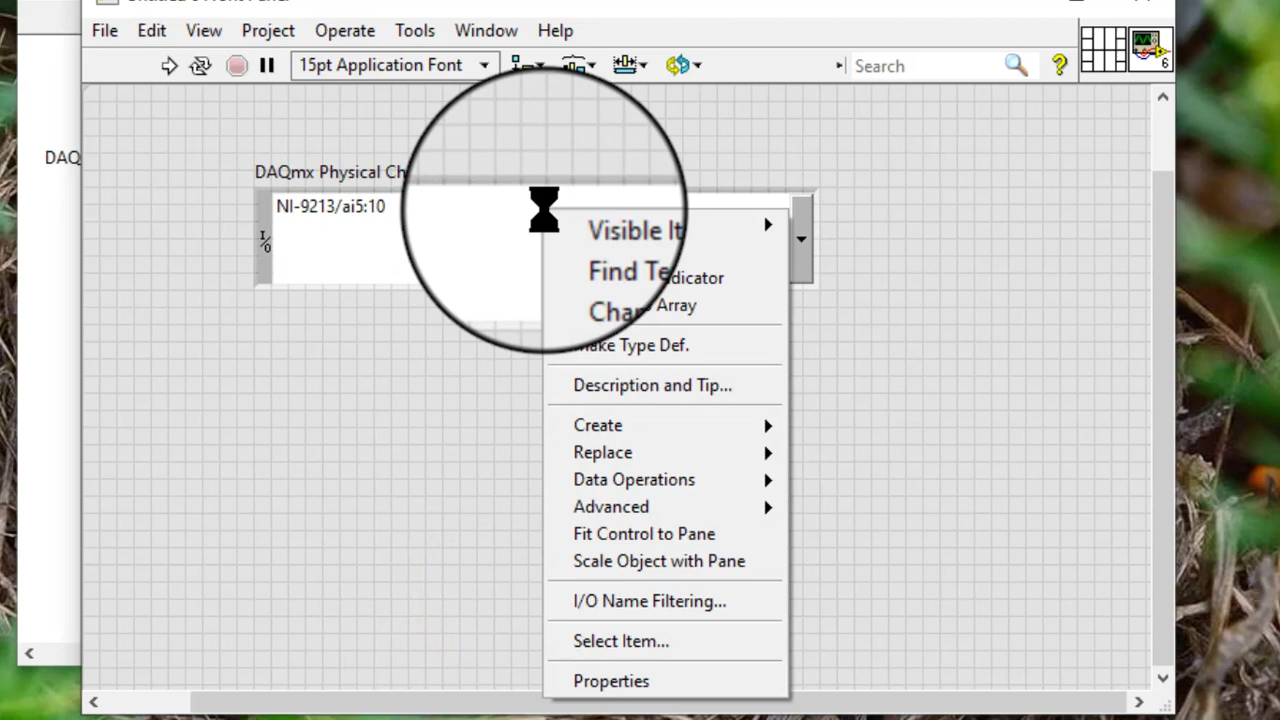 File Edit View Project Operate Tools Window Help
15pt Application Font Search
6
DAQ
DAQmx Physical Ch
NI-9213/ai5:10
I/O
Visible It
Find Te
dicator
Array
Type Def.
Description and Tip...
Create
Replace
Data Operations
Advanced
Fit Control to Pane
Scale Object with Pane
I/O Name Filtering...
Select Item...
Properties